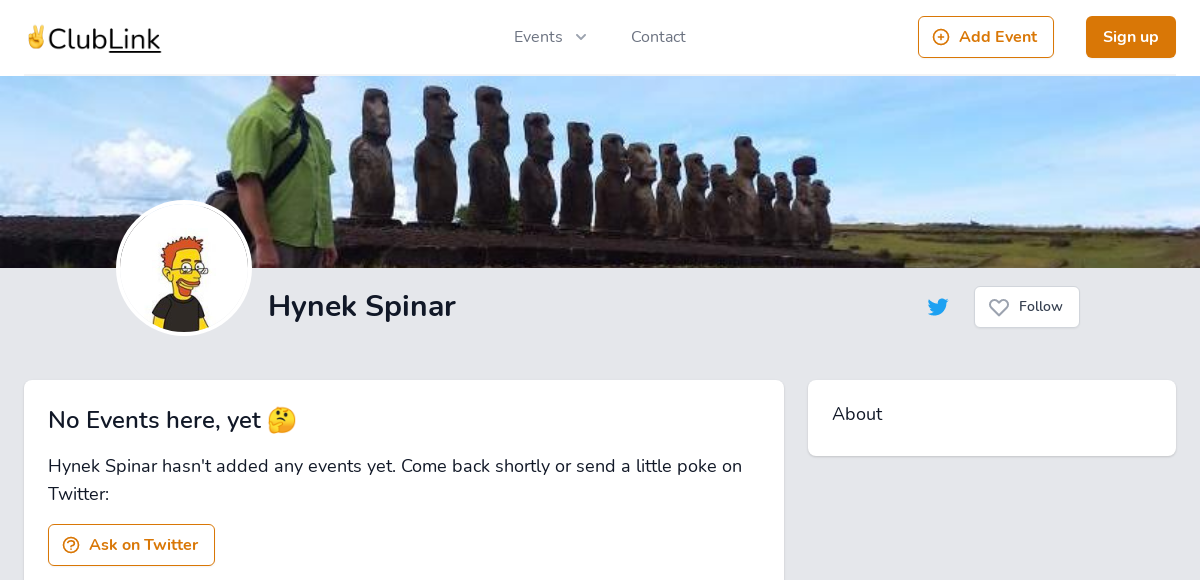 ✌️ClubLink
Events
Contact
Add Event
Sign up
Hynek Spinar
Follow
No Events here, yet 🤔
Hynek Spinar hasn't added any events yet. Come back shortly or send a little poke on
Twitter:
Ask on Twitter
About